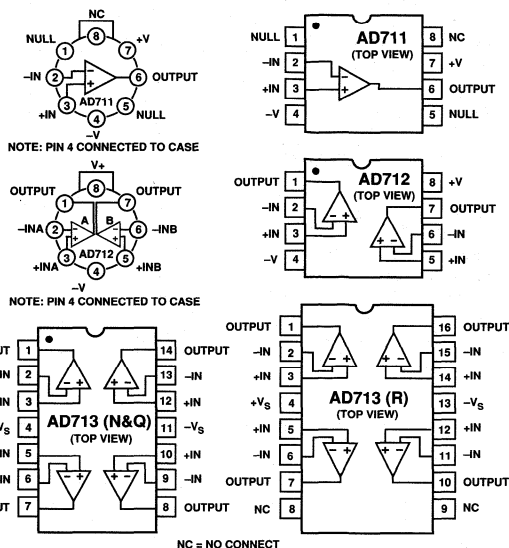 NC
NULL 1 8 7 +V
–IN 2 6 OUTPUT
– +
AD711
+IN 3 4 5 NULL
–V
NOTE: PIN 4 CONNECTED TO CASE
AD711
(TOP VIEW)
NULL 1 8 NC
–IN 2 7 +V
+IN 3 6 OUTPUT
–V 4 5 NULL
– +
V+
OUTPUT 1 8 7 OUTPUT
–INA 2 A B 6 –INB
– + – +
AD712
+INA 3 4 5 +INB
–V
NOTE: PIN 4 CONNECTED TO CASE
AD712
(TOP VIEW)
OUTPUT 1 8 +V
–IN 2 7 OUTPUT
+IN 3 6 –IN
–V 4 5 +IN
– + – +
AD713 (N&Q)
(TOP VIEW)
UT 1 14 OUTPUT
IN 2 13 –IN
IN 3 12 +IN
VS 4 11 –VS
IN 5 10 +IN
IN 6 9 –IN
UT 7 8 OUTPUT
– + + –
– + + –
AD713 (R)
(TOP VIEW)
OUTPUT 1 16 OUTPUT
–IN 2 15 –IN
+IN 3 14 +IN
+VS 4 13 –VS
+IN 5 12 +IN
–IN 6 11 –IN
OUTPUT 7 10 OUTPUT
NC 8 9 NC
– + + –
– + + –
NC = NO CONNECT